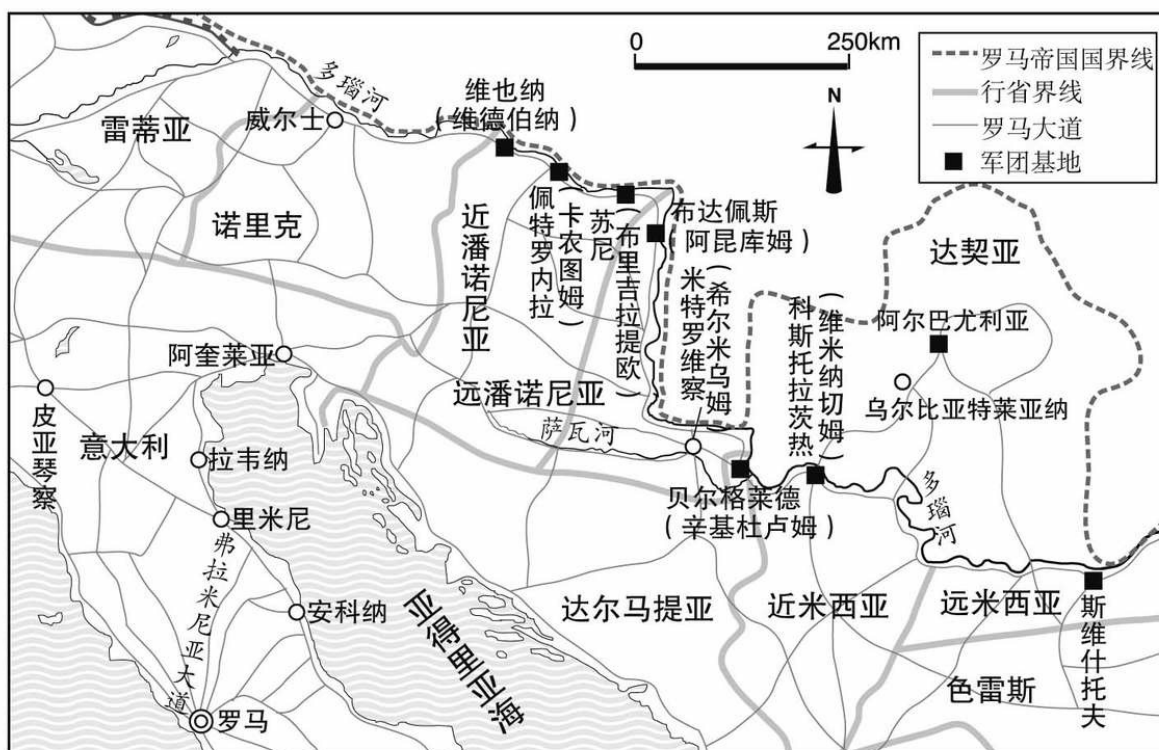 0 250km
罗马帝国国界线
行省界线
罗马大道
军团基地
N
多瑙河
维也纳
(维德伯纳)
雷蒂亚
威尔士
诺里克
近潘诺尼亚
佩特罗内拉
(卡农图姆)
苏尼
(布里吉拉提欧)
布达佩斯
(阿昆库姆)
米特罗维察
(希尔米乌姆)
科斯托拉茨热
(维米纳切姆)
达契亚
阿尔巴尤利亚
乌尔比亚特莱亚纳
阿奎莱亚
远潘诺尼亚
萨瓦河
皮亚琴察
意大利
拉韦纳
里米尼
贝尔格莱德
(辛基杜卢姆)
多瑙河
弗拉米尼亚大道
安科纳
亚得里亚海
达尔马提亚
近米西亚
远米西亚
斯维什托夫
色雷斯
罗马